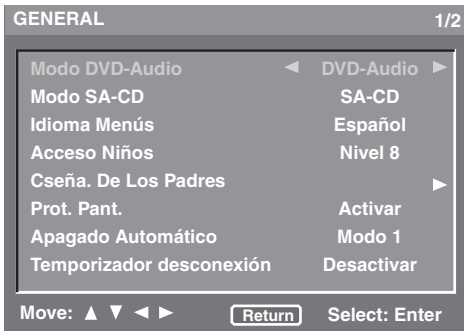 GENERAL 1/2
Modo DVD-Audio ◄ DVD-Audio ►
Modo SA-CD SA-CD
Idioma Menús Español
Acceso Niños Nivel 8
Cseña. De Los Padres ►
Prot. Pant. Activar
Apagado Automático Modo 1
Temporizador desconexión Desactivar
Move: ▲ ▼ ◄ ► Return Select: Enter